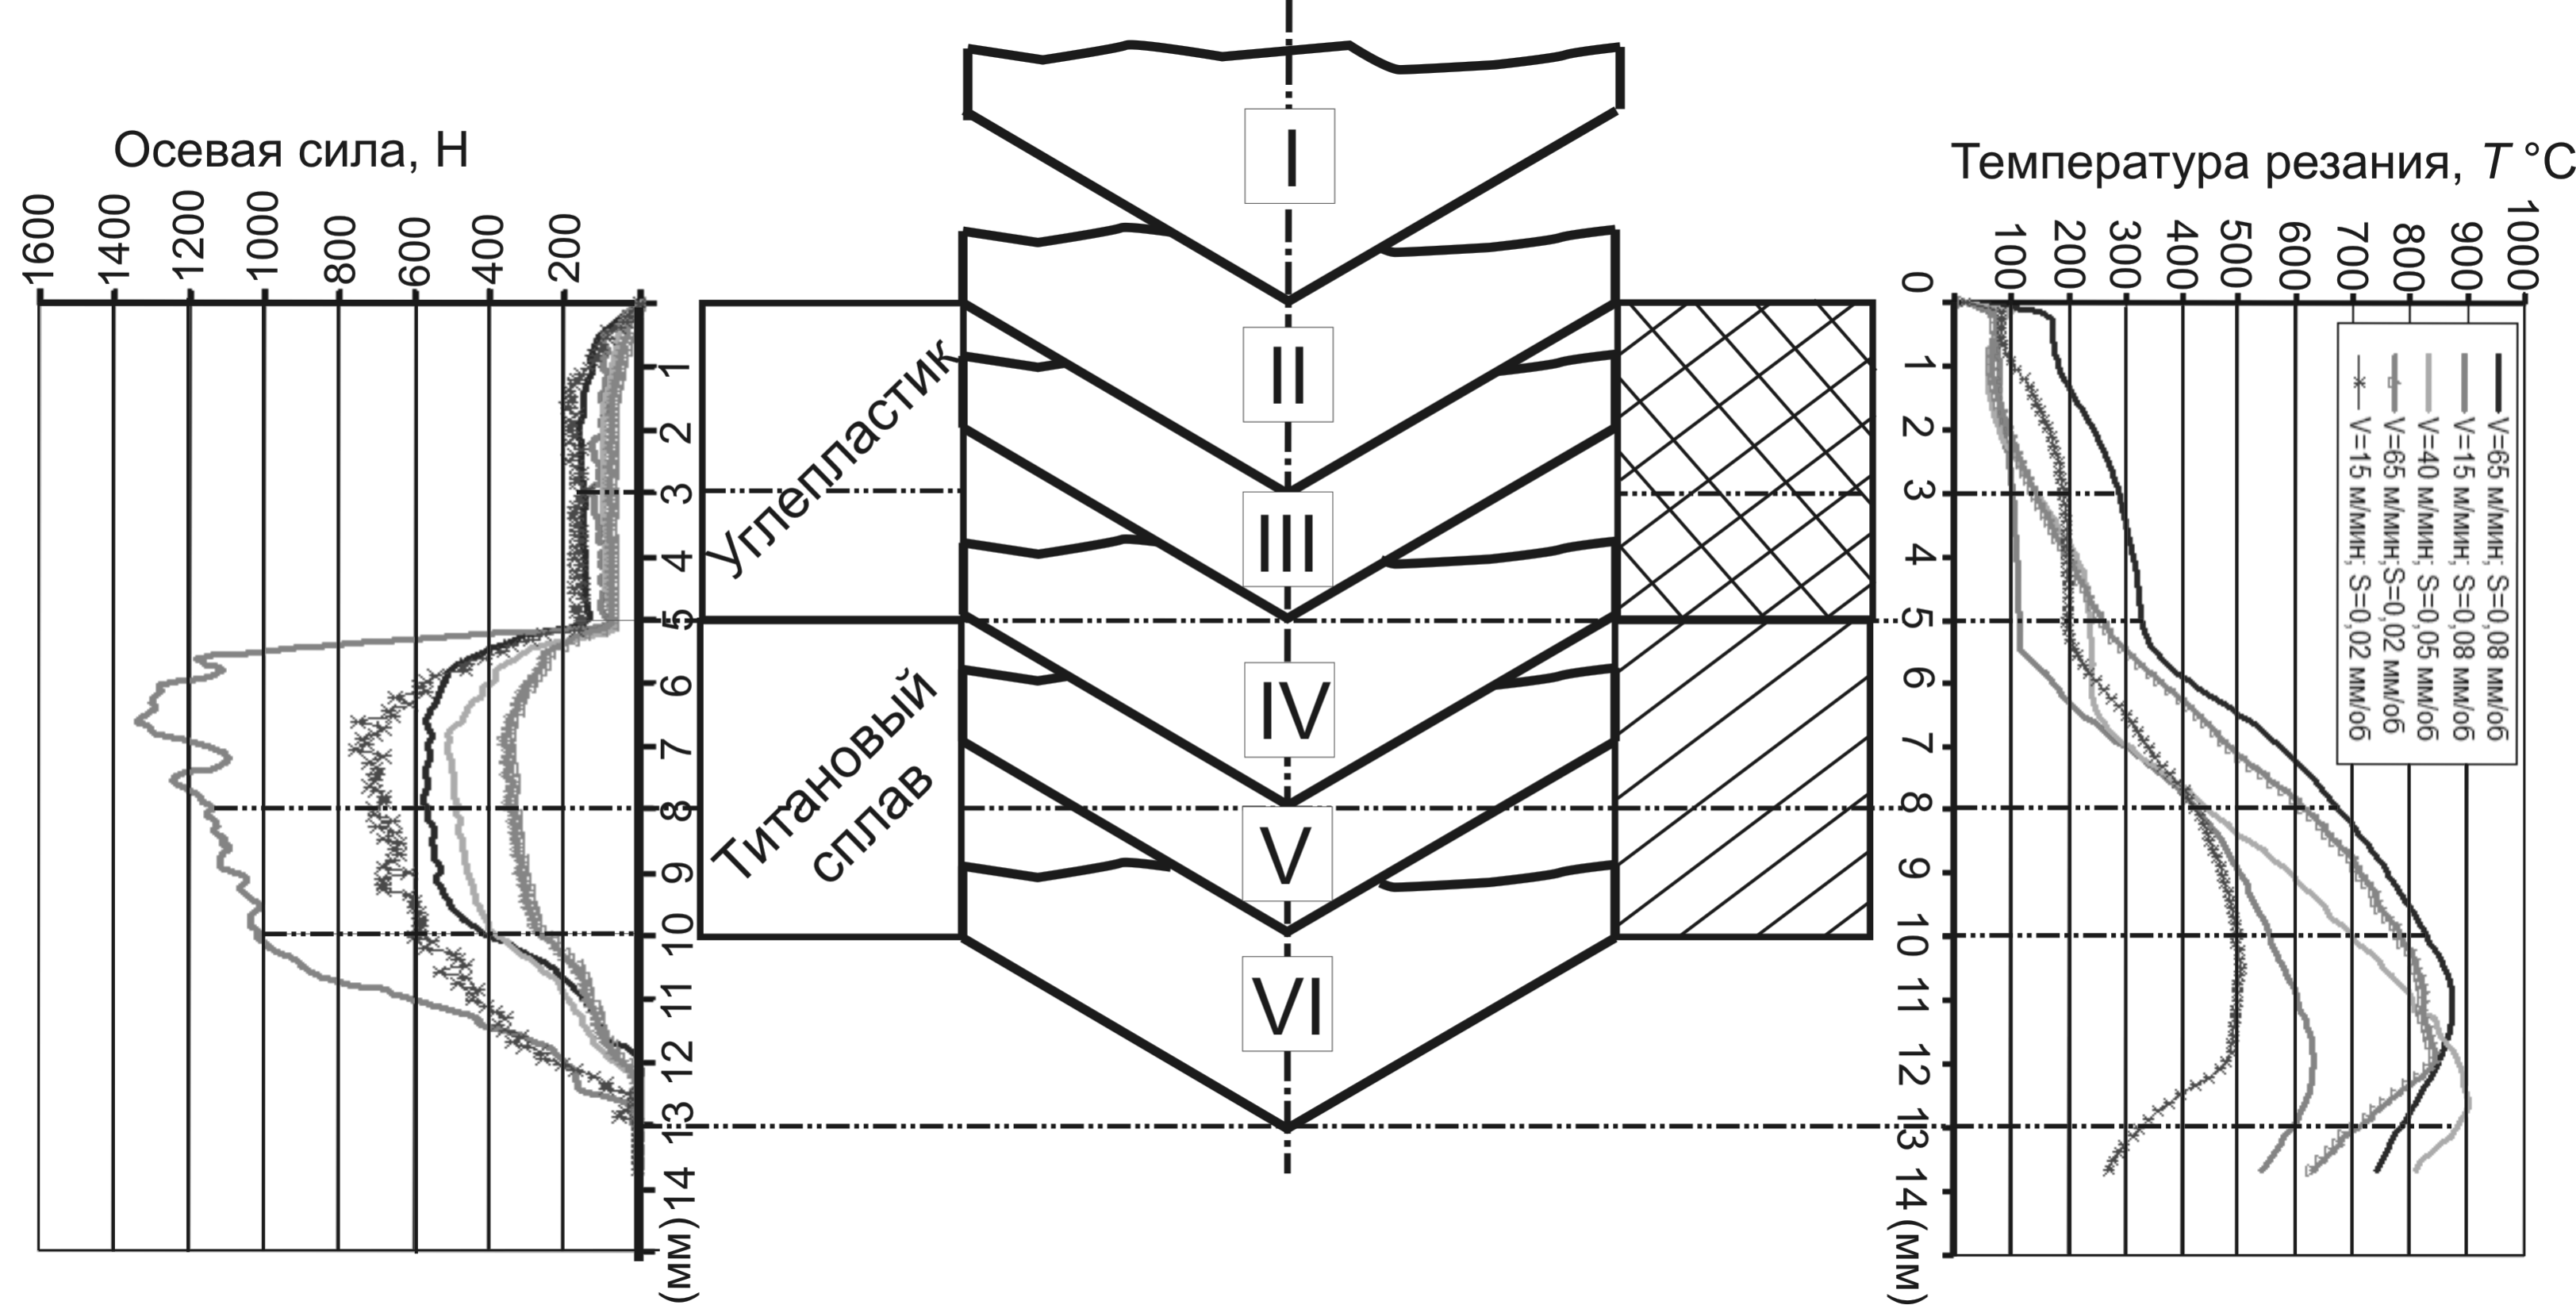 Осевая сила, Н
1600
1400
1200
1000
800
600
400
200
1
2
3
4
5
6
7
8
9
10
11
12
13
14
(мм)
Углепластик
Титановый
сплав
I
II
III
IV
V
VI
Температура резания, T °C
0
100
200
300
400
500
600
700
800
900
1000
1
2
3
4
5
6
7
8
9
10
11
12
13
14
(мм)
V=65 м/мин; S=0,08 мм/об
V=15 м/мин; S=0,08 мм/об
V=40 м/мин; S=0,05 мм/об
V=65 м/мин;S=0,02 мм/об
V=15 м/мин; S=0,02 мм/об